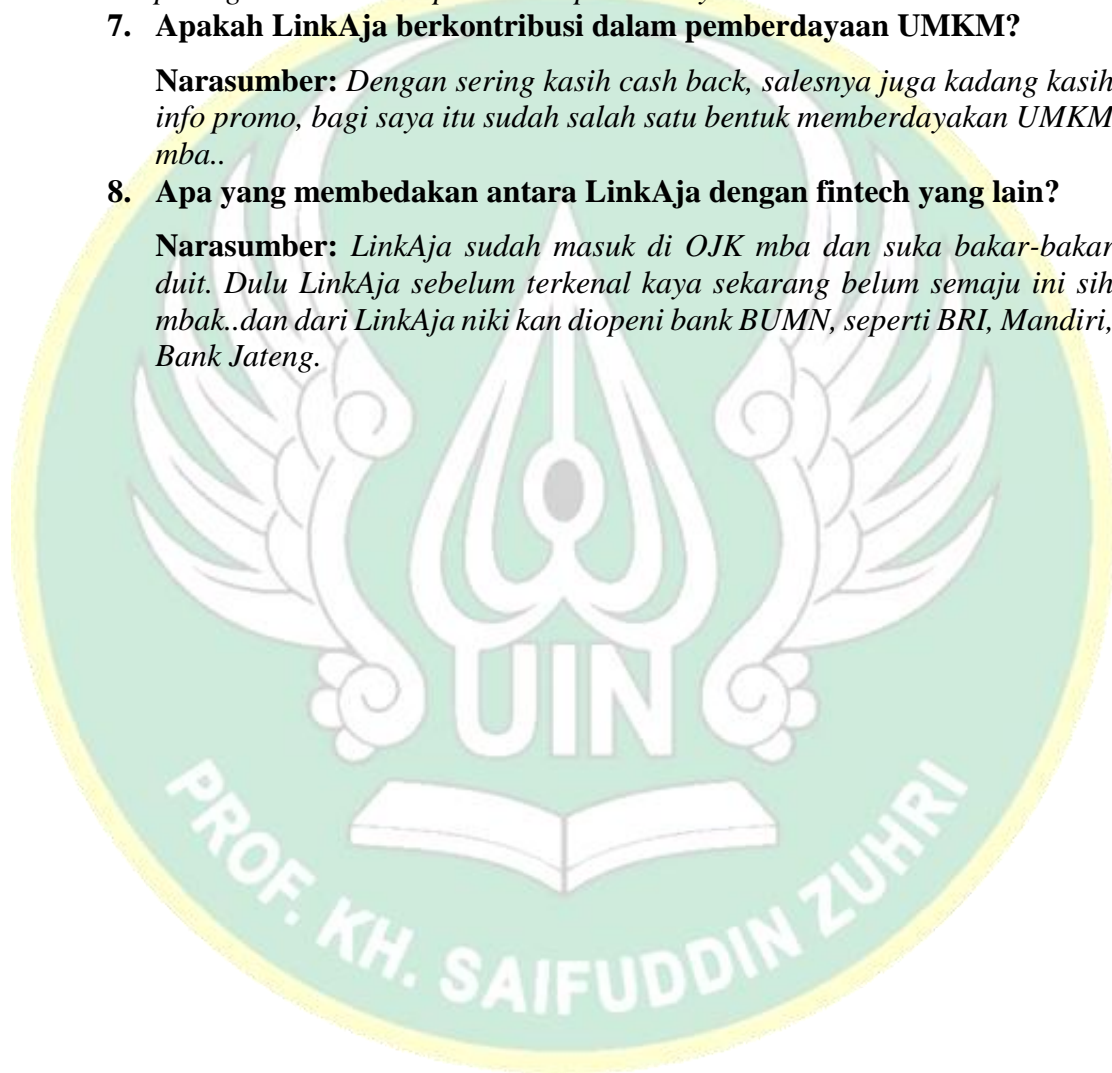 7. Apakah LinkAja berkontribusi dalam pemberdayaan UMKM?
Narasumber: Dengan sering kasih cash back, salesnya juga kadang kasih
info promo, bagi saya itu sudah salah satu bentuk memberdayakan UMKM
mba..
8. Apa yang membedakan antara LinkAja dengan fintech yang lain?
Narasumber: LinkAja sudah masuk di OJK mba dan suka bakar-bakar
duit. Dulu LinkAja sebelum terkenal kaya sekarang belum semaju ini sih
mbak..dan dari LinkAja niki kan diopeni bank BUMN, seperti BRI, Mandiri,
Bank Jateng.
UIN
PROF. KH. SAIFUDDIN ZUHRI